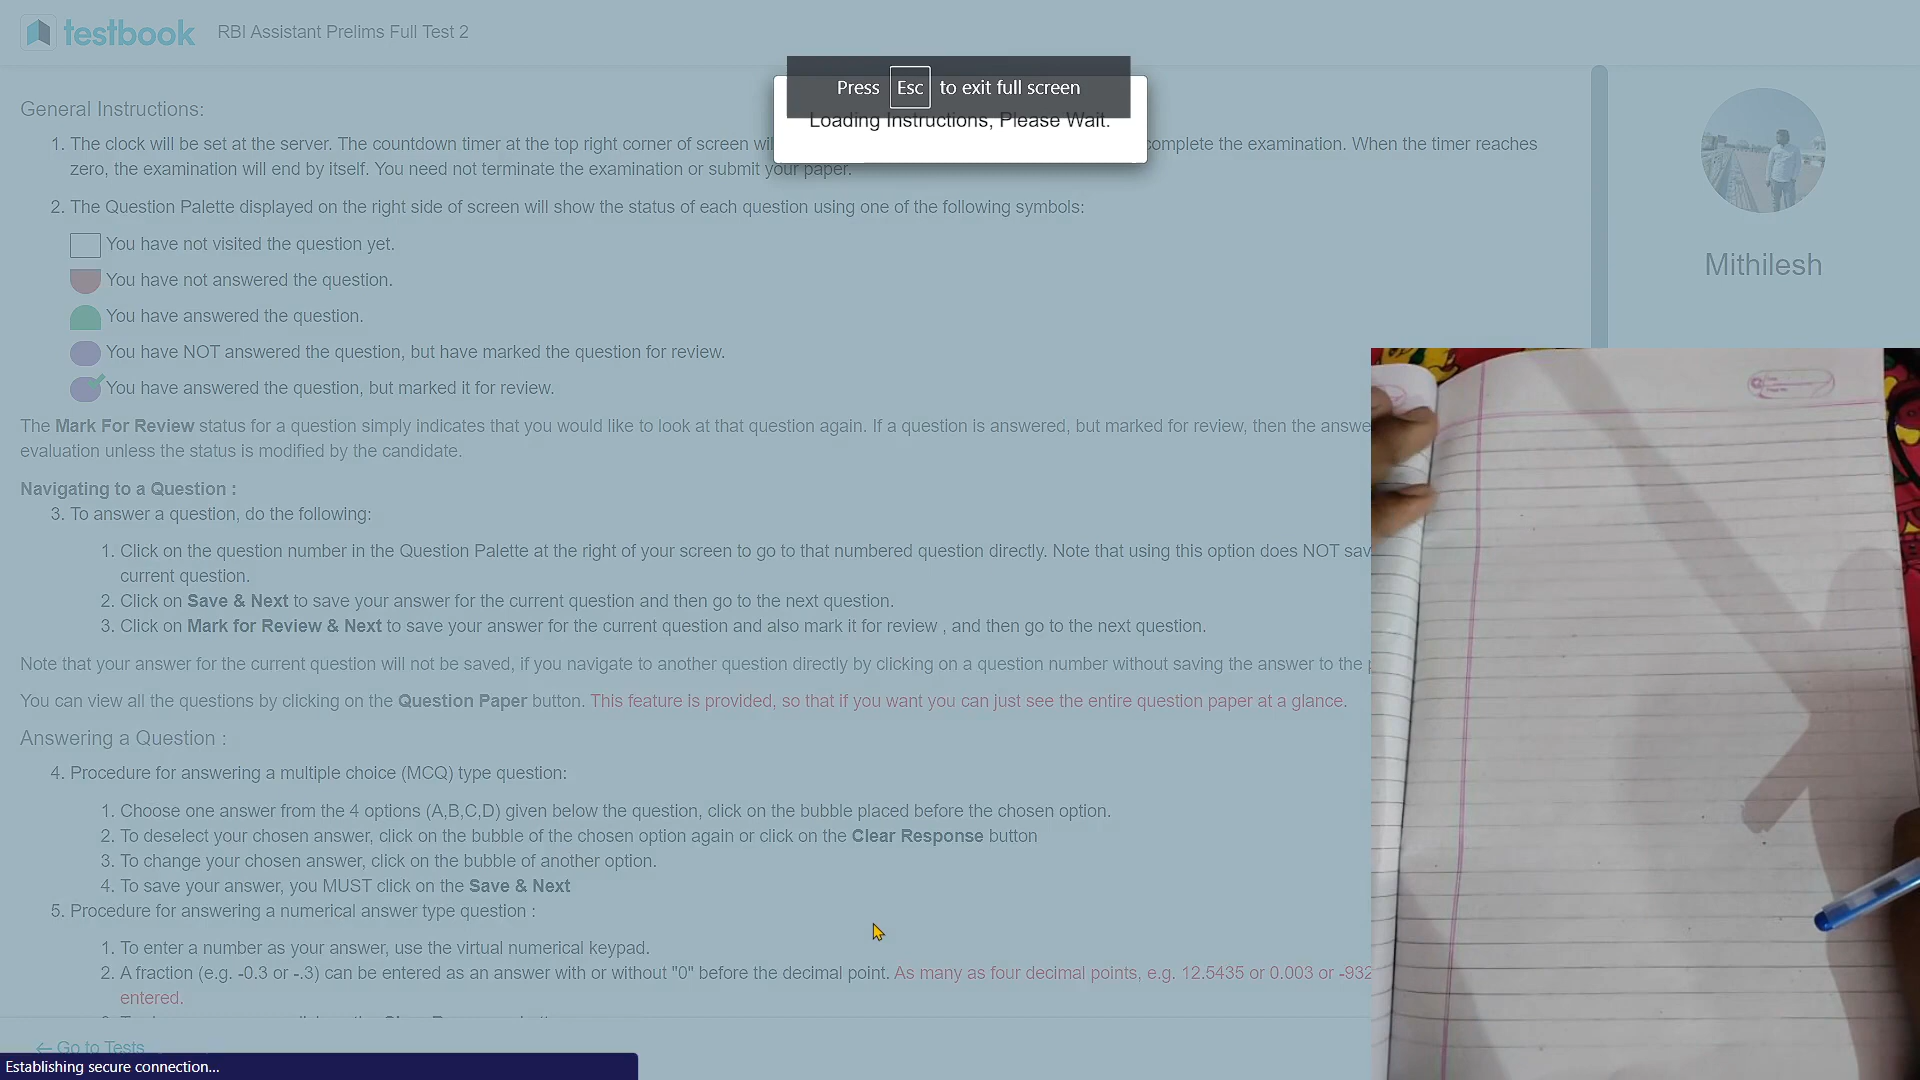 testbook RBI Assistant Prelims Full Test 2
Press Esc to exit full screen
Loading Instructions, Please Wait.
General Instructions:
1. The clock will be set at the server. The countdown timer at the top right corner of screen wil complete the examination. When the timer reaches
zero, the examination will end by itself. You need not terminate the examination or submit your paper.
2. The Question Palette displayed on the right side of screen will show the status of each question using one of the following symbols:
You have not visited the question yet.
You have not answered the question.
You have answered the question.
You have NOT answered the question, but have marked the question for review.
You have answered the question, but marked it for review.
Mithilesh
The Mark For Review status for a question simply indicates that you would like to look at that question again. If a question is answered, but marked for review, then the answe
evaluation unless the status is modified by the candidate.
Navigating to a Question :
3. To answer a question, do the following:
1. Click on the question number in the Question Palette at the right of your screen to go to that numbered question directly. Note that using this option does NOT sav
current question.
2. Click on Save & Next to save your answer for the current question and then go to the next question.
3. Click on Mark for Review & Next to save your answer for the current question and also mark it for review , and then go to the next question.
Note that your answer for the current question will not be saved, if you navigate to another question directly by clicking on a question number without saving the answer to the
You can view all the questions by clicking on the Question Paper button. This feature is provided, so that if you want you can just see the entire question paper at a glance.
Answering a Question :
4. Procedure for answering a multiple choice (MCQ) type question:
1. Choose one answer from the 4 options (A,B,C,D) given below the question, click on the bubble placed before the chosen option.
2. To deselect your chosen answer, click on the bubble of the chosen option again or click on the Clear Response button
3. To change your chosen answer, click on the bubble of another option.
4. To save your answer, you MUST click on the Save & Next
5. Procedure for answering a numerical answer type question :
1. To enter a number as your answer, use the virtual numerical keypad.
2. A fraction (e.g. -0.3 or -.3) can be entered as an answer with or without "0" before the decimal point. As many as four decimal points, e.g. 12.5435 or 0.003 or -932
entered.
← Go to Tests
Establishing secure connection...